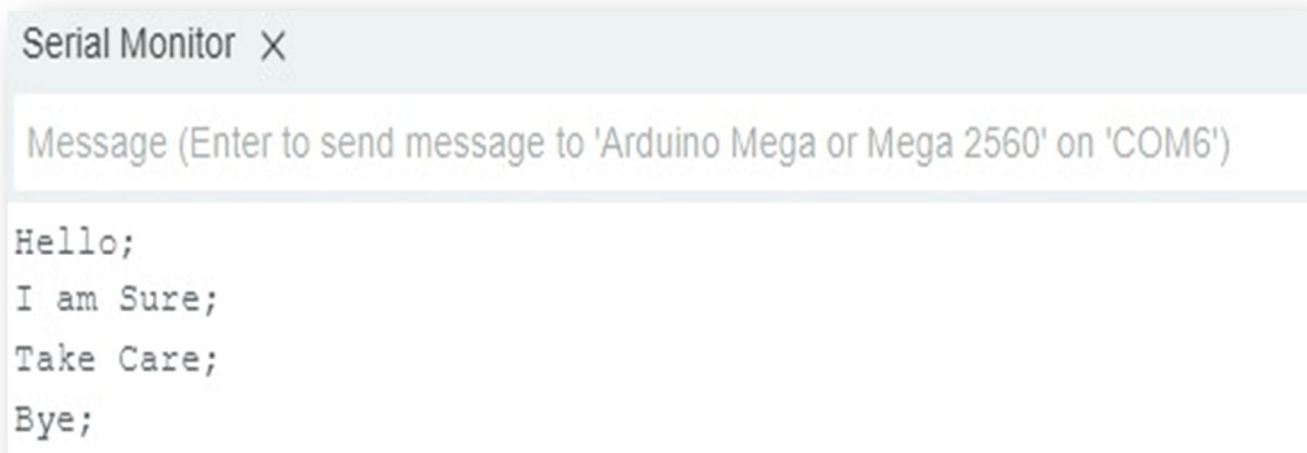 Serial Monitor X
Message (Enter to send message to 'Arduino Mega or Mega 2560' on 'COM6')
Hello;
I am Sure;
Take Care;
Bye;